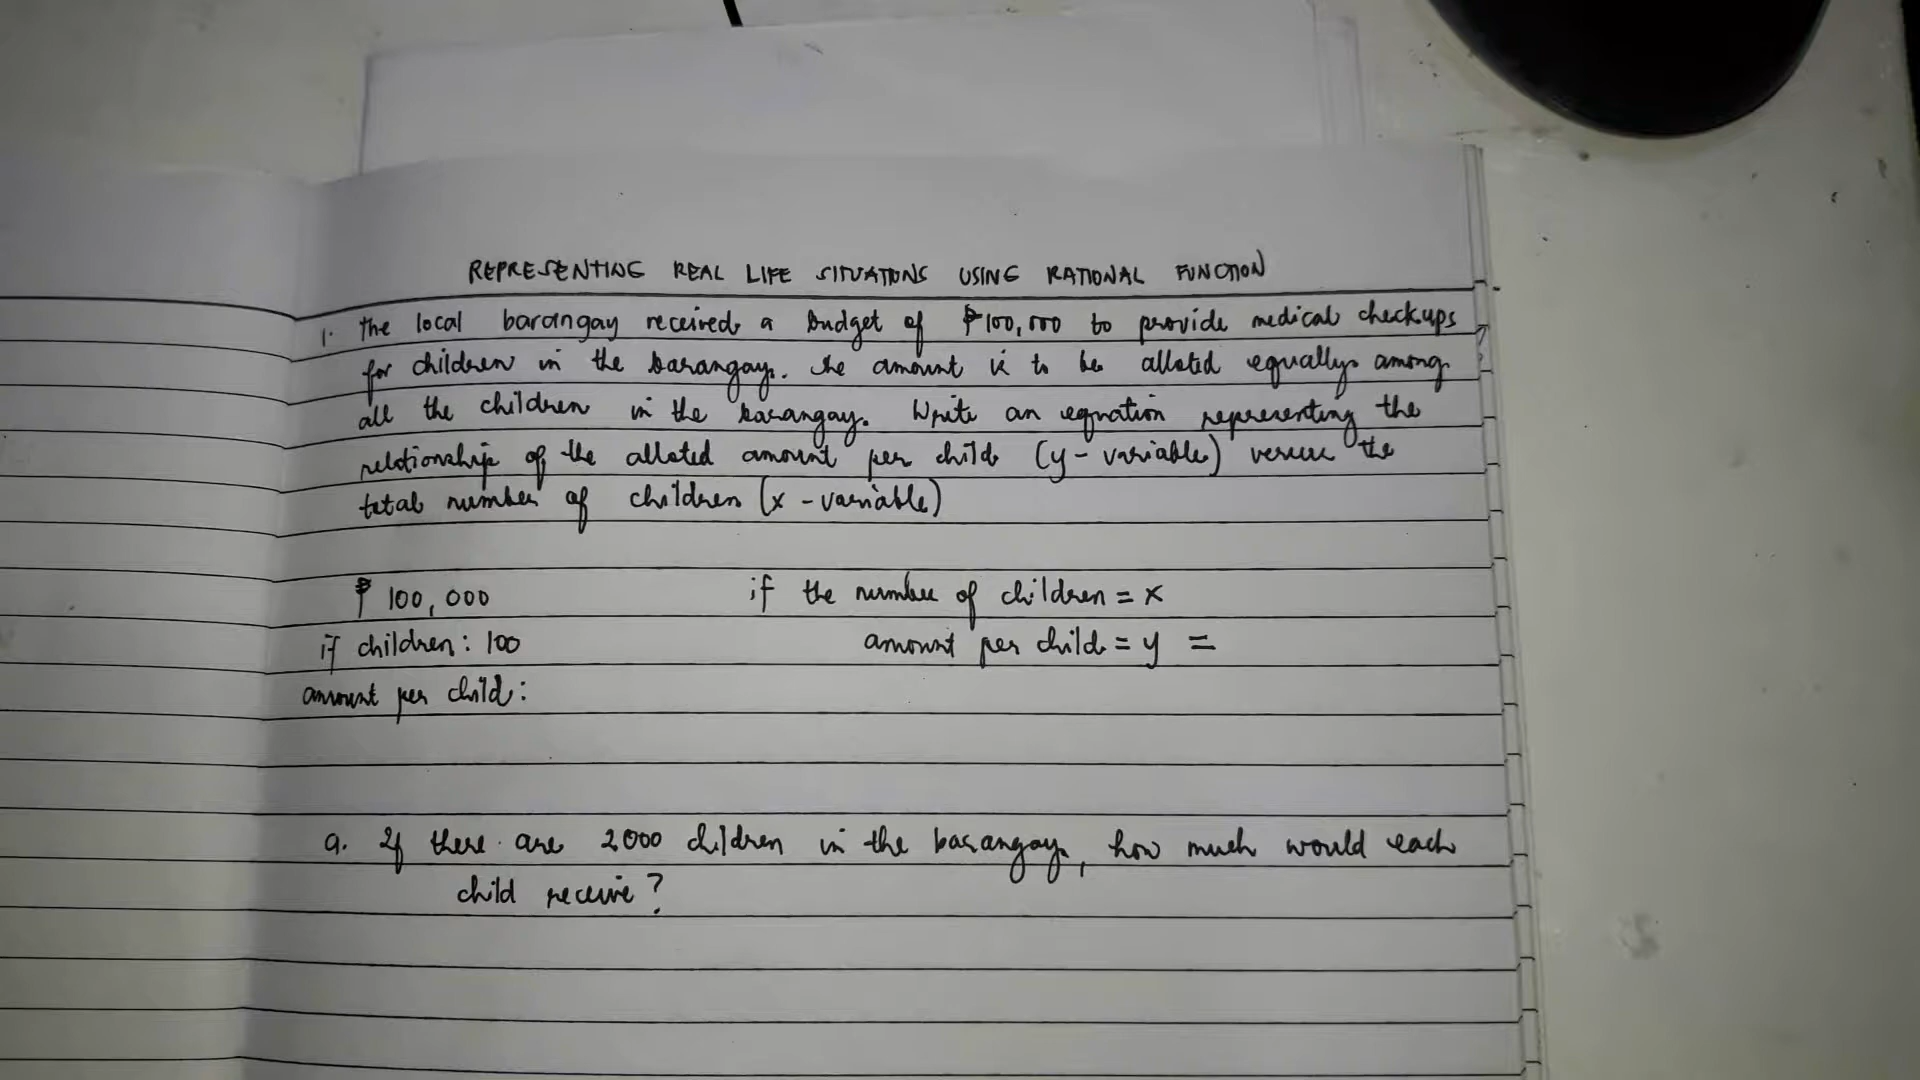 REPRESENTING REAL LIFE SITUATIONS USING RATIONAL FUNCTION
1. The local barangay received a budget of ₱100,000 to provide medical checkups
for children in the barangay. The amount is to be alloted equally among
all the children in the barangay. Write an equation representing the
relationship of the alloted amount per child (y - variable) versus the
total number of children (x - variable)
₱ 100,000 if the number of children = x
if children: 100 amount per child = y =
amount per child:
a. If there are 2000 children in the barangay, how much would each
child receive?